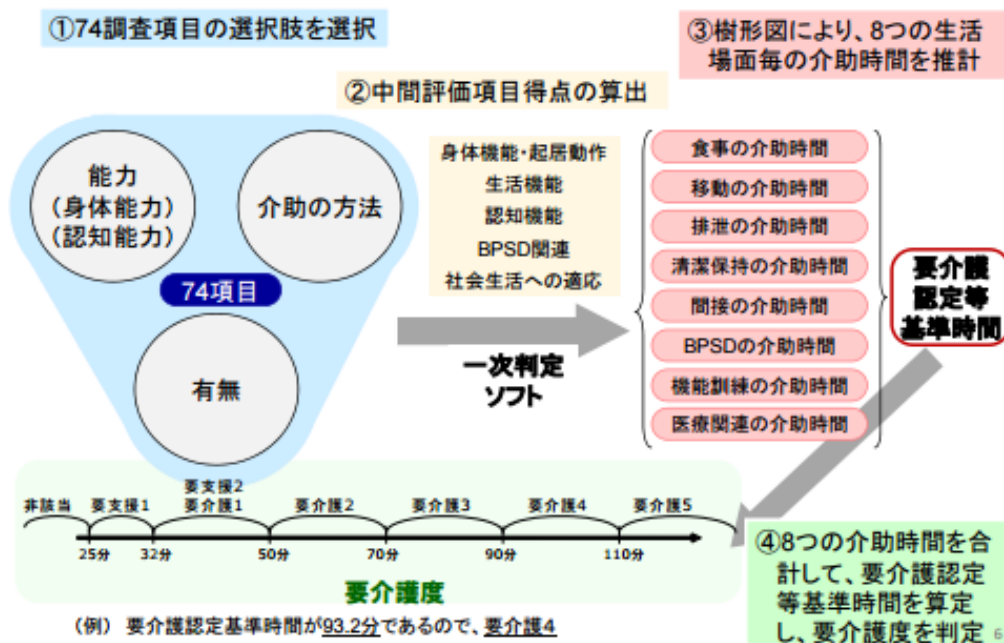 ①74調査項目の選択肢を選択
③樹形図により、8つの生活
場面毎の介助時間を推計
②中間評価項目得点の算出
能力
(身体能力)
(認知能力)
介助の方法
74項目
有無
身体機能・起居動作
生活機能
認知機能
BPSD関連
社会生活への適応
一次判定
ソフト
食事の介助時間
移動の介助時間
排泄の介助時間
清潔保持の介助時間
間接の介助時間
BPSDの介助時間
機能訓練の介助時間
医療関連の介助時間
要介護
認定等
基準時間
非該当
要支援1
要支援2
要介護1
要介護2
要介護3
要介護4
要介護5
25分
32分
50分
70分
90分
110分
要介護度
(例) 要介護認定基準時間が93.2分であるので、要介護4
④8つの介助時間を合
計して、要介護認定
等基準時間を算定
し、要介護度を判定
6